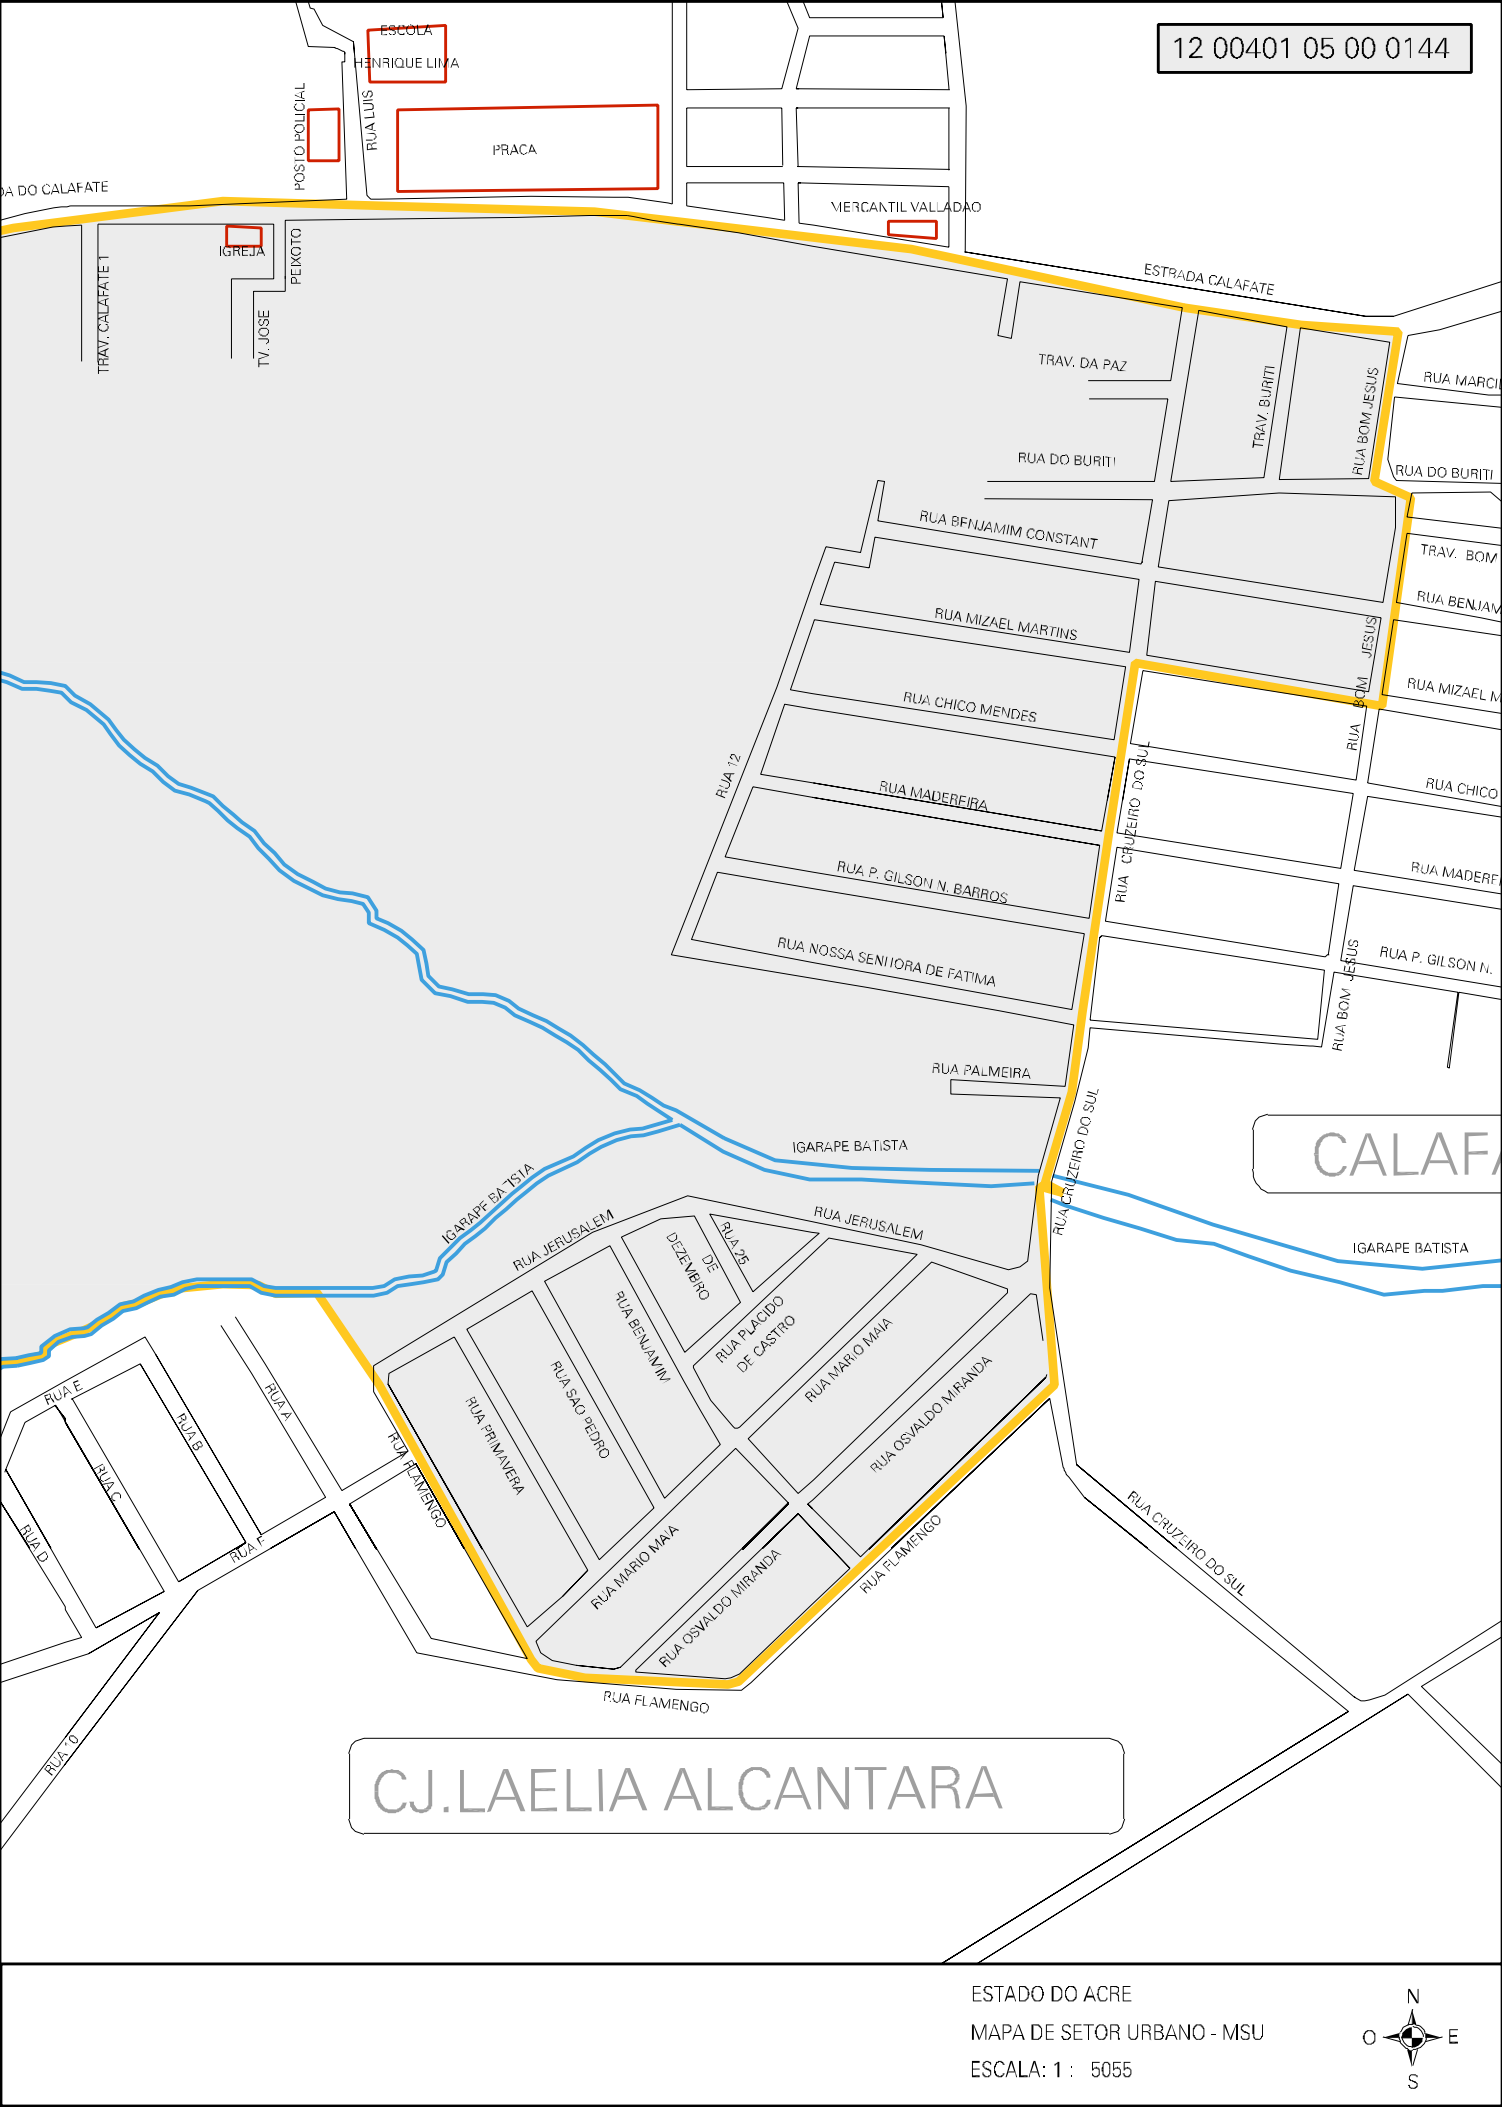 12 00401 05 00 0144
ESCOLA
HENRIQUE LIMA
POSTO POLICIAL
RUA LUIS
PRACA
DA DO CALAFATE
MERCANTIL VALLADAO
IGREJA
PEIXOTO
TV. JOSE
TRAV. CALAFATE 1
ESTRADA CALAFATE
TRAV. DA PAZ
TRAV. BURITI
RUA BOM JESUS
RUA MARCI
RUA DO BURITI
RUA DO BURITI
RUA BENJAMIM CONSTANT
TRAV. BOM
RUA BENJAM
RUA MIZAEL MARTINS
RUA BOM JESUS
RUA MIZAEL M
RUA CHICO MENDES
RUA 12
RUA CRUZEIRO DO SUL
RUA CHICO
RUA MADEREIRA
RUA MADEREI
RUA P. GILSON N. BARROS
RUA P. GILSON N.
RUA NOSSA SENHORA DE FATIMA
RUA BOM JESUS
RUA PALMEIRA
RUA CRUZEIRO DO SUL
CALAFA
IGARAPE BATISTA
IGARAPE BATISTA
IGARAPE BATISTA
RUA JERUSALEM
RUA JERUSALEM
RUA 25
DE
DEZEMBRO
RUA BENJAMIM
RUA PLACIDO
DE CASTRO
RUA MARIO MAIA
RUA OSVALDO MIRANDA
RUA SAO PEDRO
RUA PRIMAVERA
RUA FLAMENGO
RUA E
RUA A
RUA B
RUA C
RUA D
RUA F
RUA MARIO MAIA
RUA OSVALDO MIRANDA
RUA FLAMENGO
RUA CRUZEIRO DO SUL
RUA FLAMENGO
RUA 10
CJ.LAELIA ALCANTARA
ESTADO DO ACRE
MAPA DE SETOR URBANO - MSU
ESCALA: 1 : 5055
N
O E
S